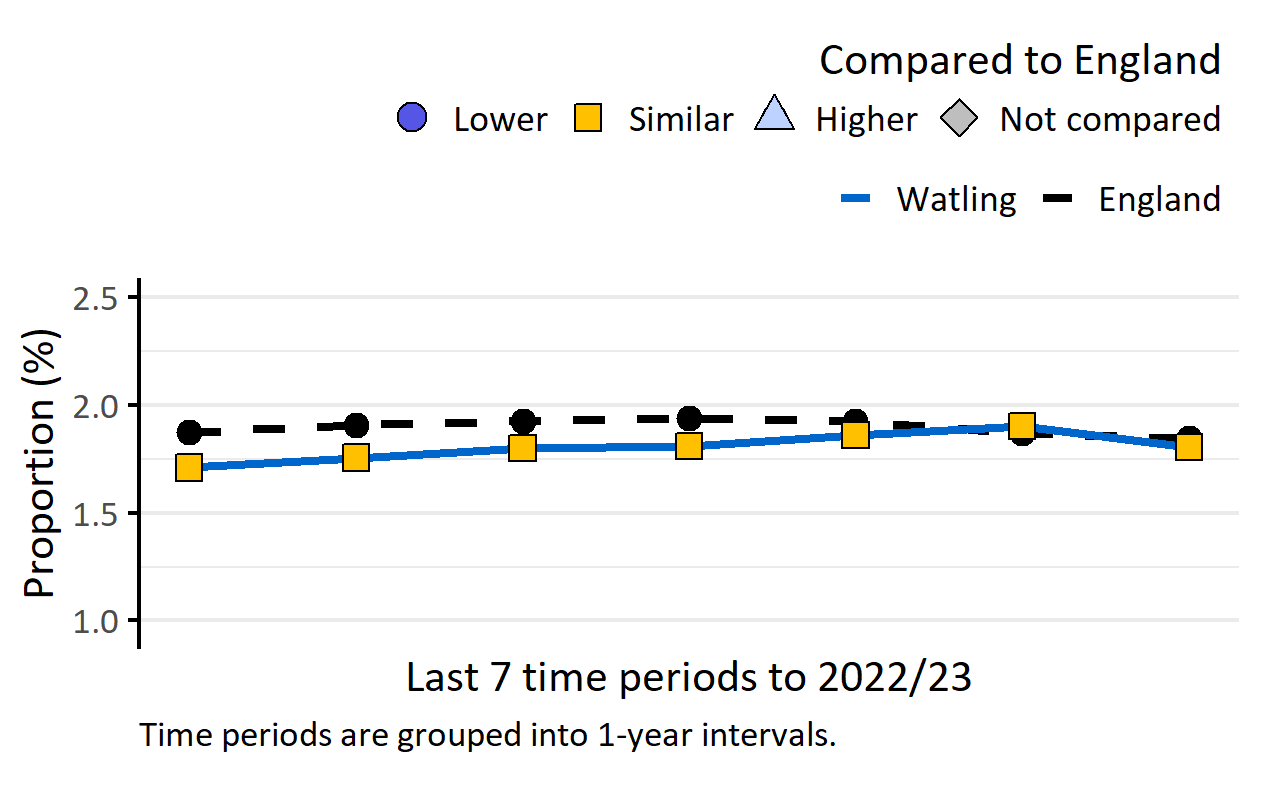 Compared to England
Lower Similar Higher Not compared
Watling England
2.5
2.0
1.5
1.0
Proportion (%)
Last 7 time periods to 2022/23
Time periods are grouped into 1-year intervals.